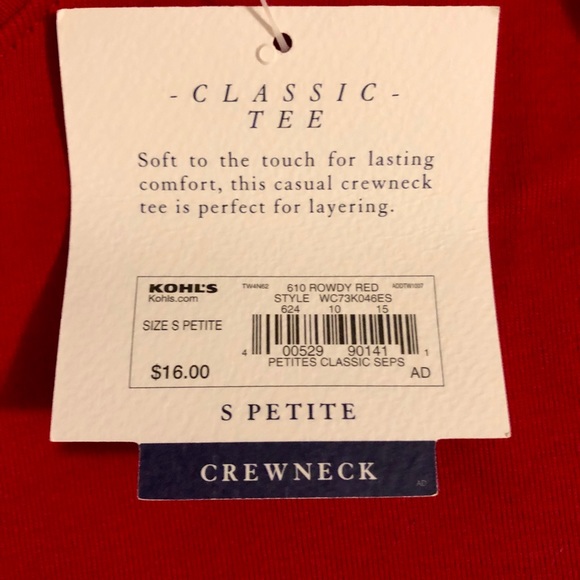 - CLASSIC -
TEE
Soft to the touch for lasting
comfort, this casual crewneck
tee is perfect for layering.
KOHL'S TW4N62 610 ROWDY RED
Kohls.com STYLE WC73K046ES
624 10 15
SIZE S PETITE
4 00529 90141 1
PETITES CLASSIC SEPS
$16.00 AD
S PETITE
CREWNECK